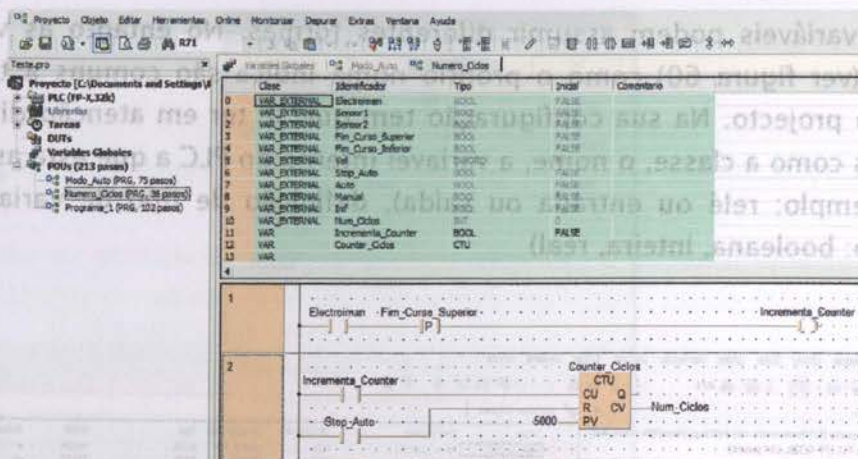 Proyecto Objeto Editar Herramientas Online Monitorizar Depurar Extras Ventana Ayuda
Teste.pro
Proyecto [C:\Documents and Settings\
PLC (FP-X,32k)
Librerías
Tareas
DUTs
Variables Globales
POUs (213 pasos)
Modo_Auto (PRG, 75 pasos)
Numero_Ciclos (PRG, 36 pasos)
Programa_1 (PRG, 102 pasos)
Variables Globales Modo_Auto Numero_Ciclos
Clase Identificador Tipo Inicial Comentario
0 VAR_EXTERNAL Electroiman BOOL FALSE
1 VAR_EXTERNAL Sensor1 BOOL FALSE
2 VAR_EXTERNAL Sensor2 BOOL FALSE
3 VAR_EXTERNAL Fim_Curso_Superior BOOL FALSE
4 VAR_EXTERNAL Fim_Curso_Inferior BOOL FALSE
5 VAR_EXTERNAL
6 VAR_EXTERNAL Stop_Auto BOOL FALSE
7 VAR_EXTERNAL Auto BOOL FALSE
8 VAR_EXTERNAL Manual BOOL FALSE
9 VAR_EXTERNAL
10 VAR_EXTERNAL Num_Ciclos INT 0
11 VAR Incrementa_Counter BOOL FALSE
12 VAR Counter_Ciclos CTU
13 VAR
1
Electroiman Fim_Curso_Superior Incrementa_Counter
P
2
Counter_Ciclos
CTU
Incrementa_Counter CU Q
R CV Num_Ciclos
Stop_Auto 5000 PV